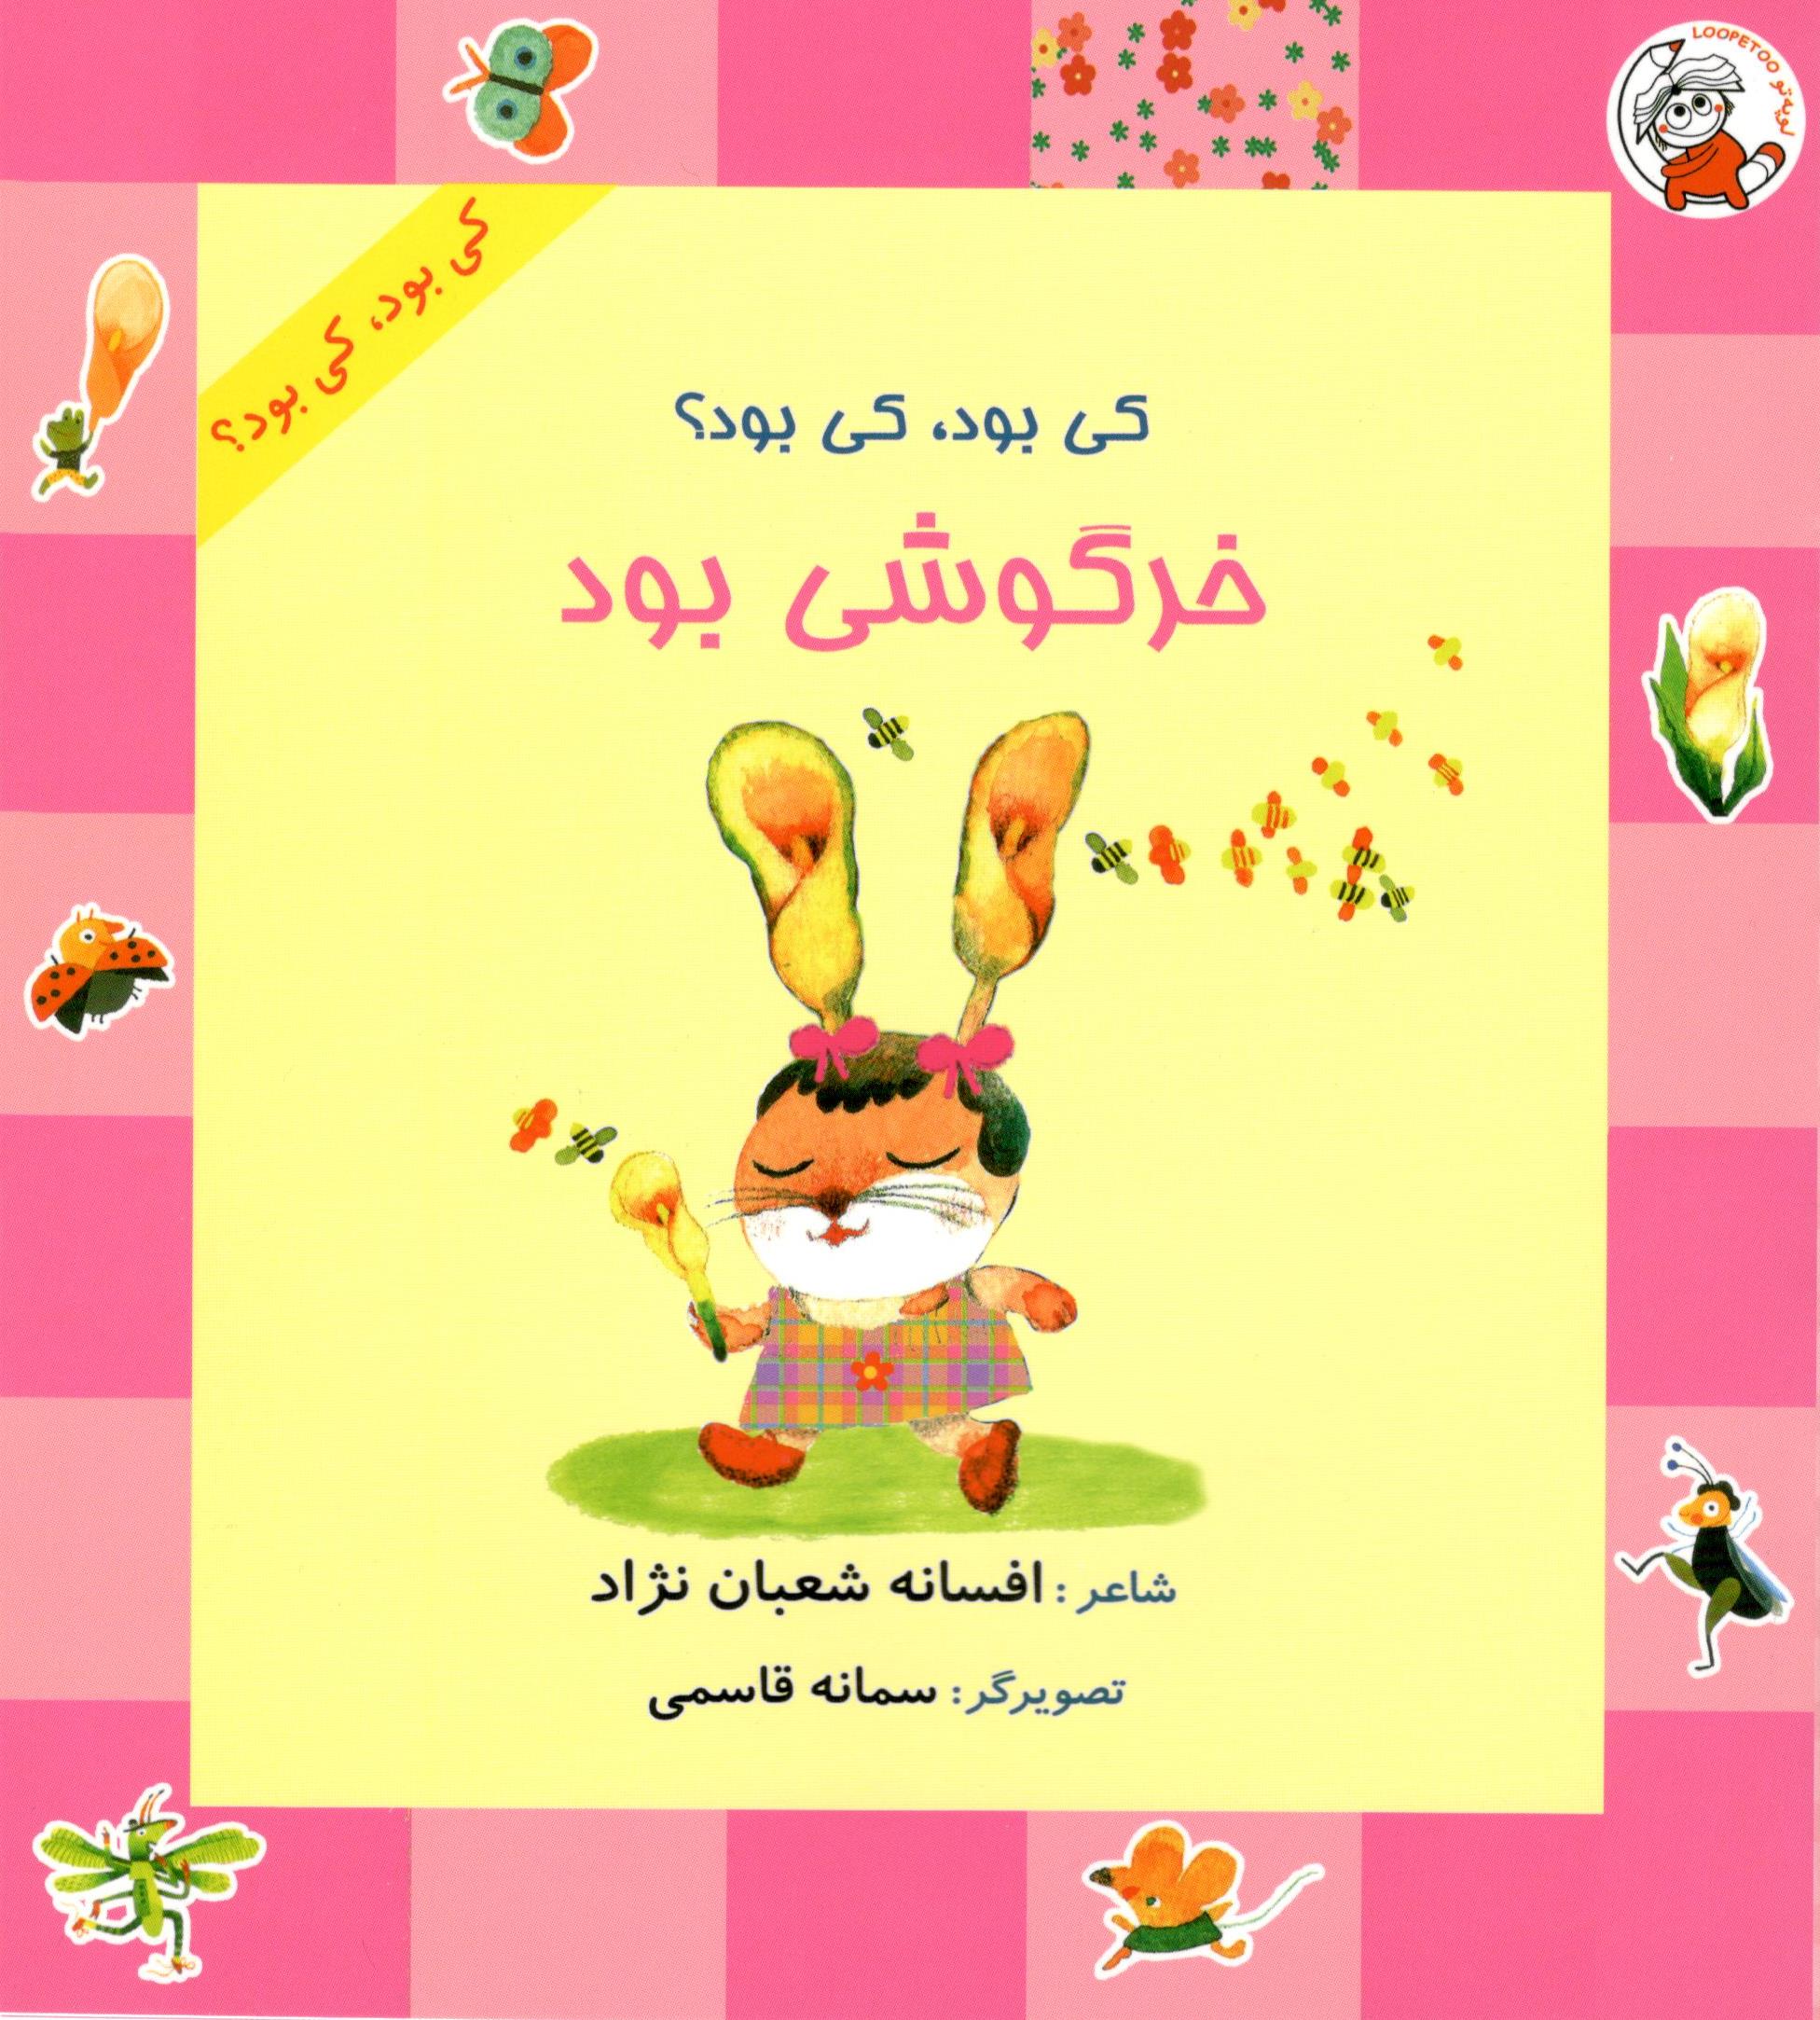 LOOPETOO لوپه‌تو
کی بود، کی بود؟
کی بود، کی بود؟
خرگوشی بود
شاعر : افسانه شعبان نژاد
تصویرگر: سمانه قاسمی